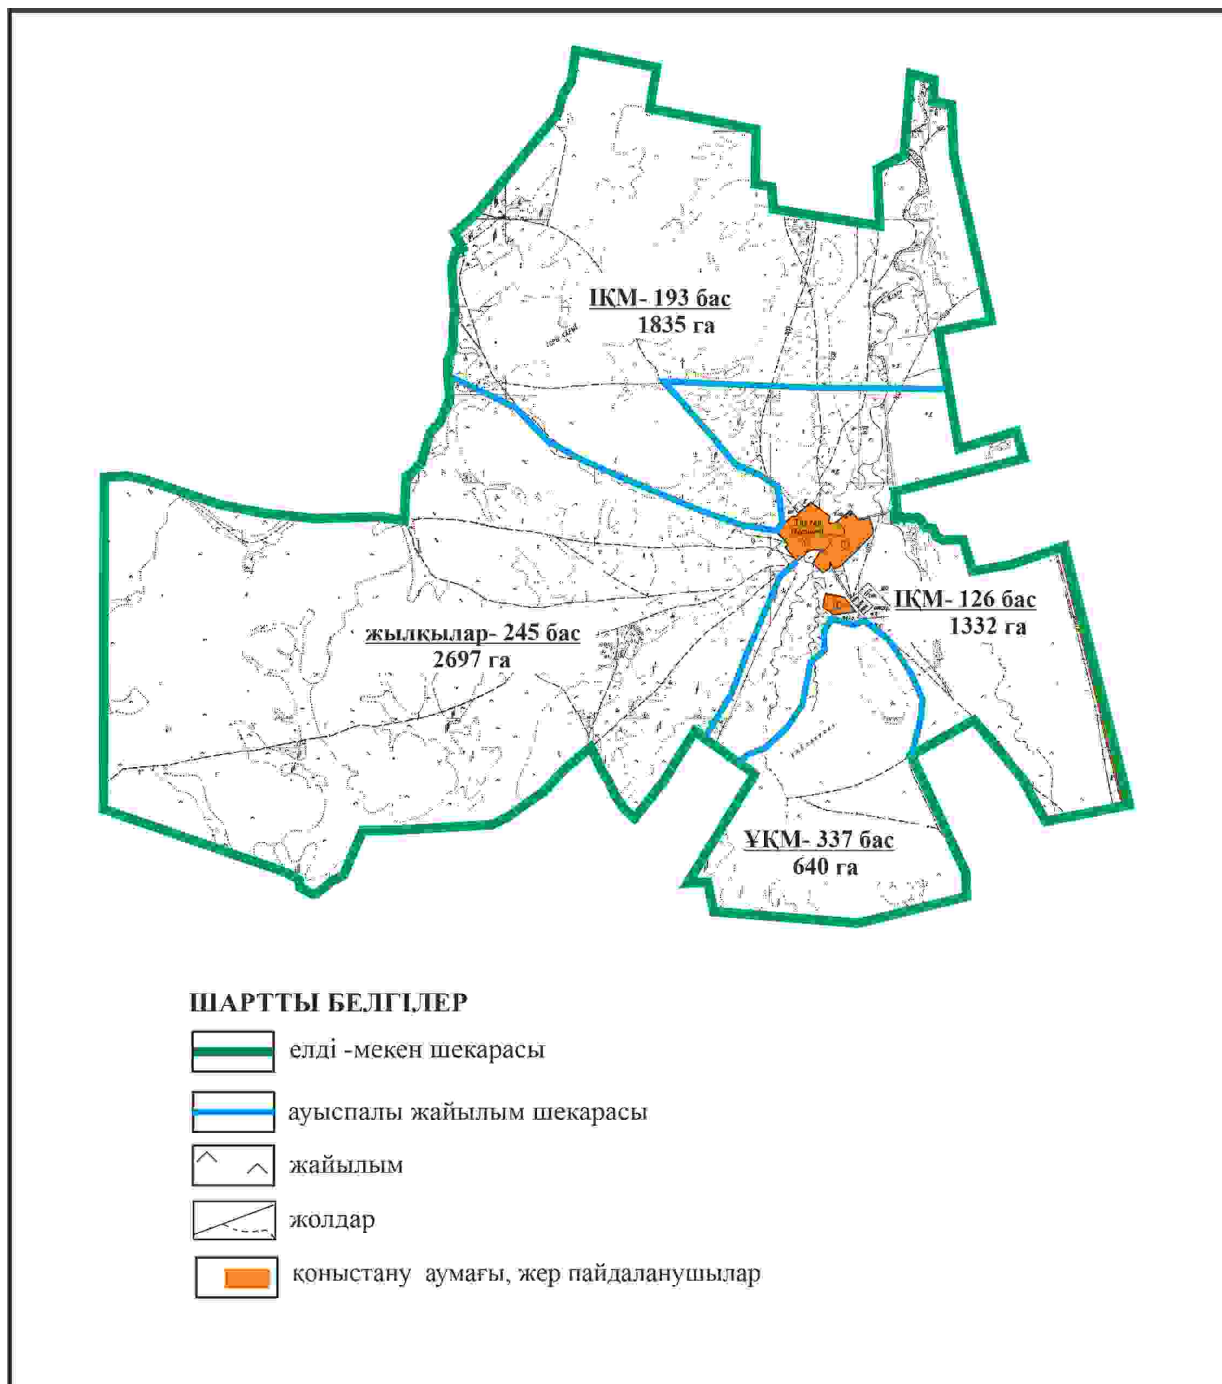 ІҚМ- 193 бас
1835 га
ІҚМ- 126 бас
1332 га
жылқылар- 245 бас
2697 га
ҰҚМ- 337 бас
640 га
ШАРТТЫ БЕЛГІЛЕР
елді -мекен шекарасы
ауыспалы жайылым шекарасы
жайылым
жолдар
қоныстану аумағы, жер пайдаланушылар